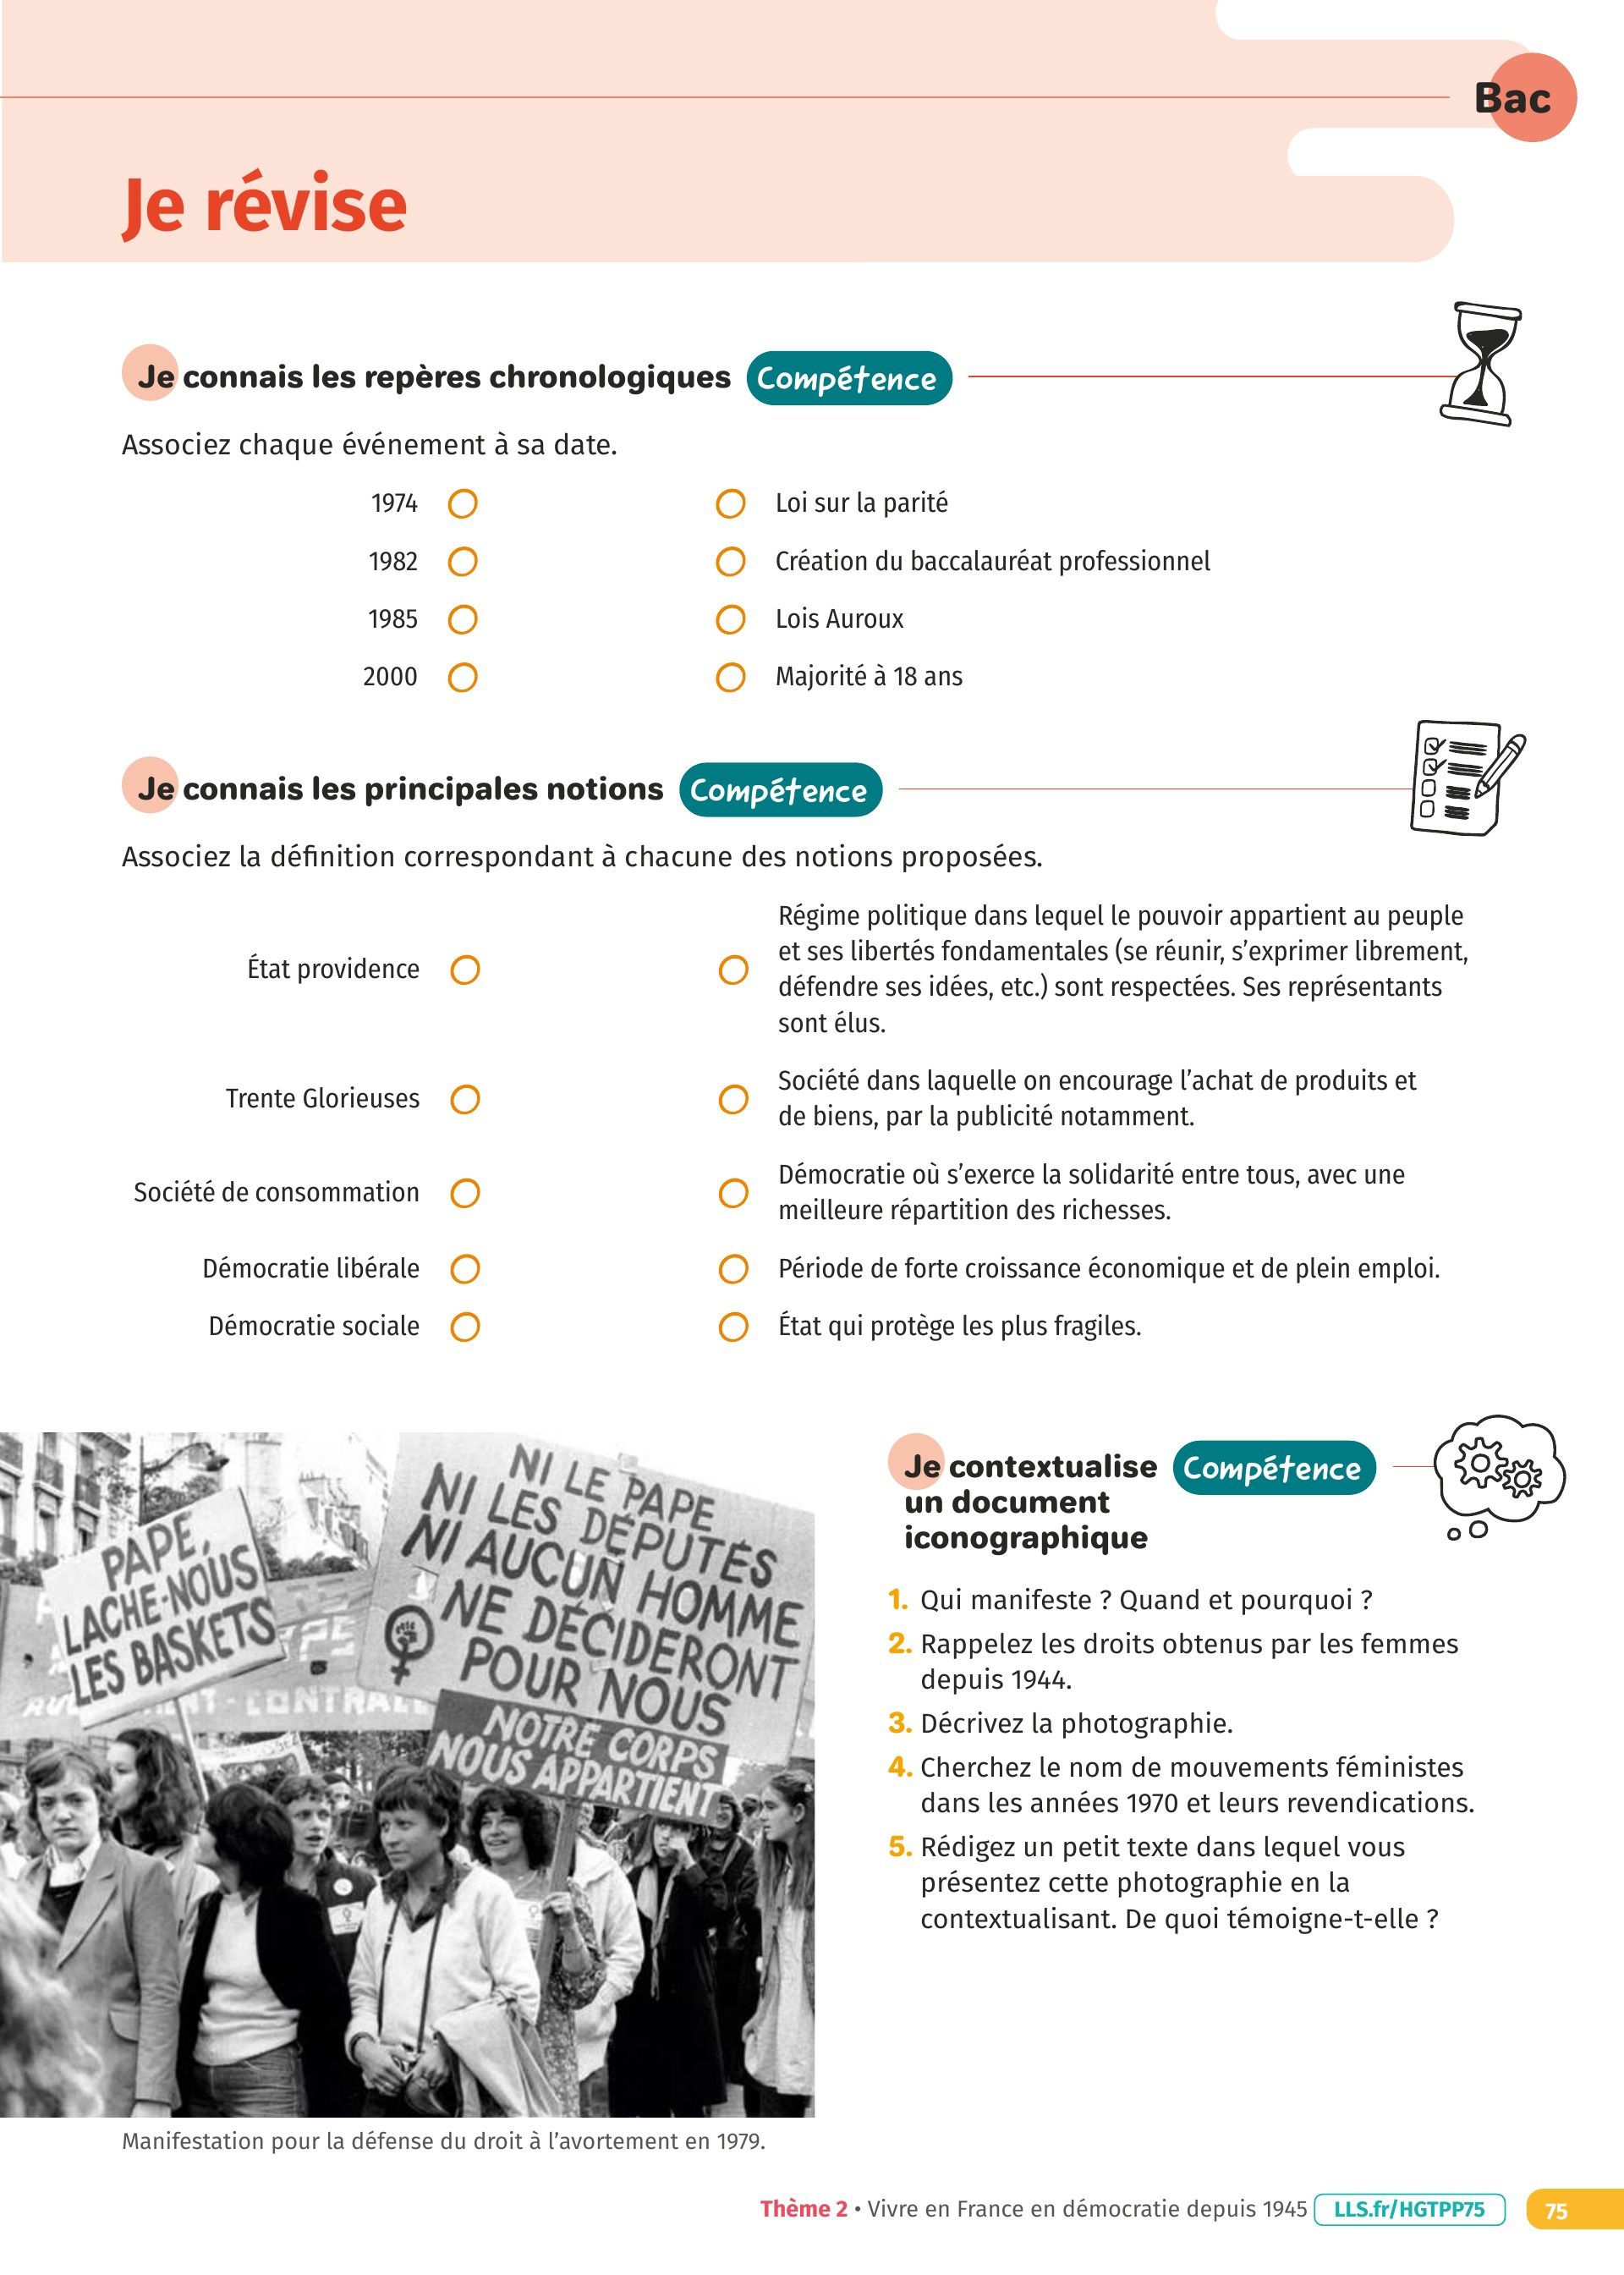 Bac
Je révise
Je connais les repères chronologiques Compétence
Associez chaque événement à sa date.
1974 Loi sur la parité
1982 Création du baccalauréat professionnel
1985 Lois Auroux
2000 Majorité à 18 ans
Je connais les principales notions Compétence
Associez la définition correspondant à chacune des notions proposées.
État providence
Régime politique dans lequel le pouvoir appartient au peuple
et ses libertés fondamentales (se réunir, s’exprimer librement,
défendre ses idées, etc.) sont respectées. Ses représentants
sont élus.
Trente Glorieuses
Société dans laquelle on encourage l’achat de produits et
de biens, par la publicité notamment.
Société de consommation
Démocratie où s’exerce la solidarité entre tous, avec une
meilleure répartition des richesses.
Démocratie libérale Période de forte croissance économique et de plein emploi.
Démocratie sociale État qui protège les plus fragiles.
PAPE,
LACHE-NOUS
LES BASKETS
NI LE PAPE
NI LES DÉPUTÉS
NI AUCUN HOMME
NE DÉCIDERONT
POUR NOUS
NOTRE CORPS
NOUS APPARTIENT
Manifestation pour la défense du droit à l’avortement en 1979.
Je contextualise Compétence
un document
iconographique
1. Qui manifeste ? Quand et pourquoi ?
2. Rappelez les droits obtenus par les femmes
depuis 1944.
3. Décrivez la photographie.
4. Cherchez le nom de mouvements féministes
dans les années 1970 et leurs revendications.
5. Rédigez un petit texte dans lequel vous
présentez cette photographie en la
contextualisant. De quoi témoigne-t-elle ?
Thème 2 • Vivre en France en démocratie depuis 1945 LLS.fr/HGTPP75 75